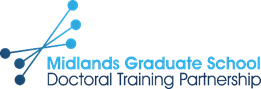 Midlands Graduate School
Doctoral Training Partnership